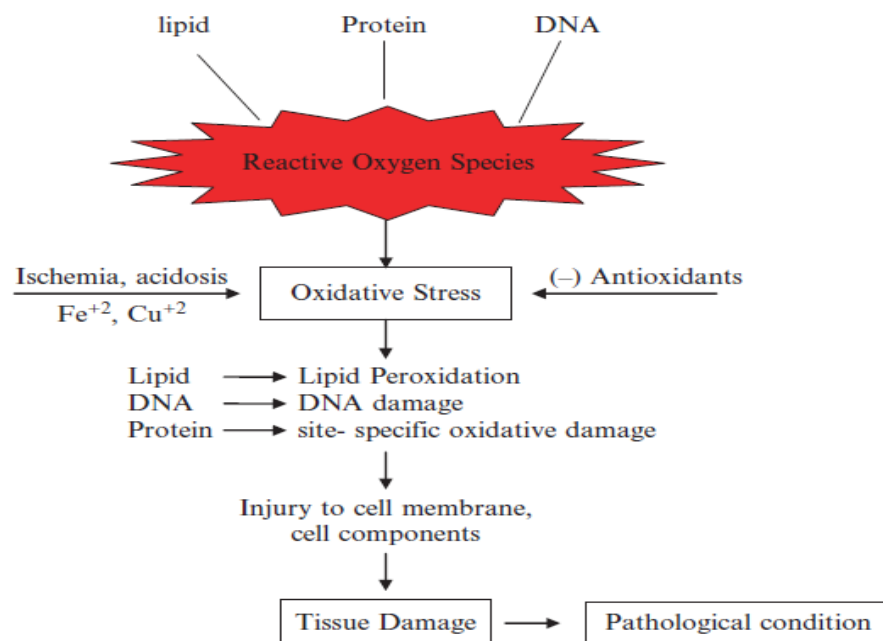 lipid Protein DNA
Reactive Oxygen Species
Ischemia, acidosis
Fe+2, Cu+2
Oxidative Stress
(–) Antioxidants
Lipid Lipid Peroxidation
DNA DNA damage
Protein site- specific oxidative damage
Injury to cell membrane,
cell components
Tissue Damage Pathological condition